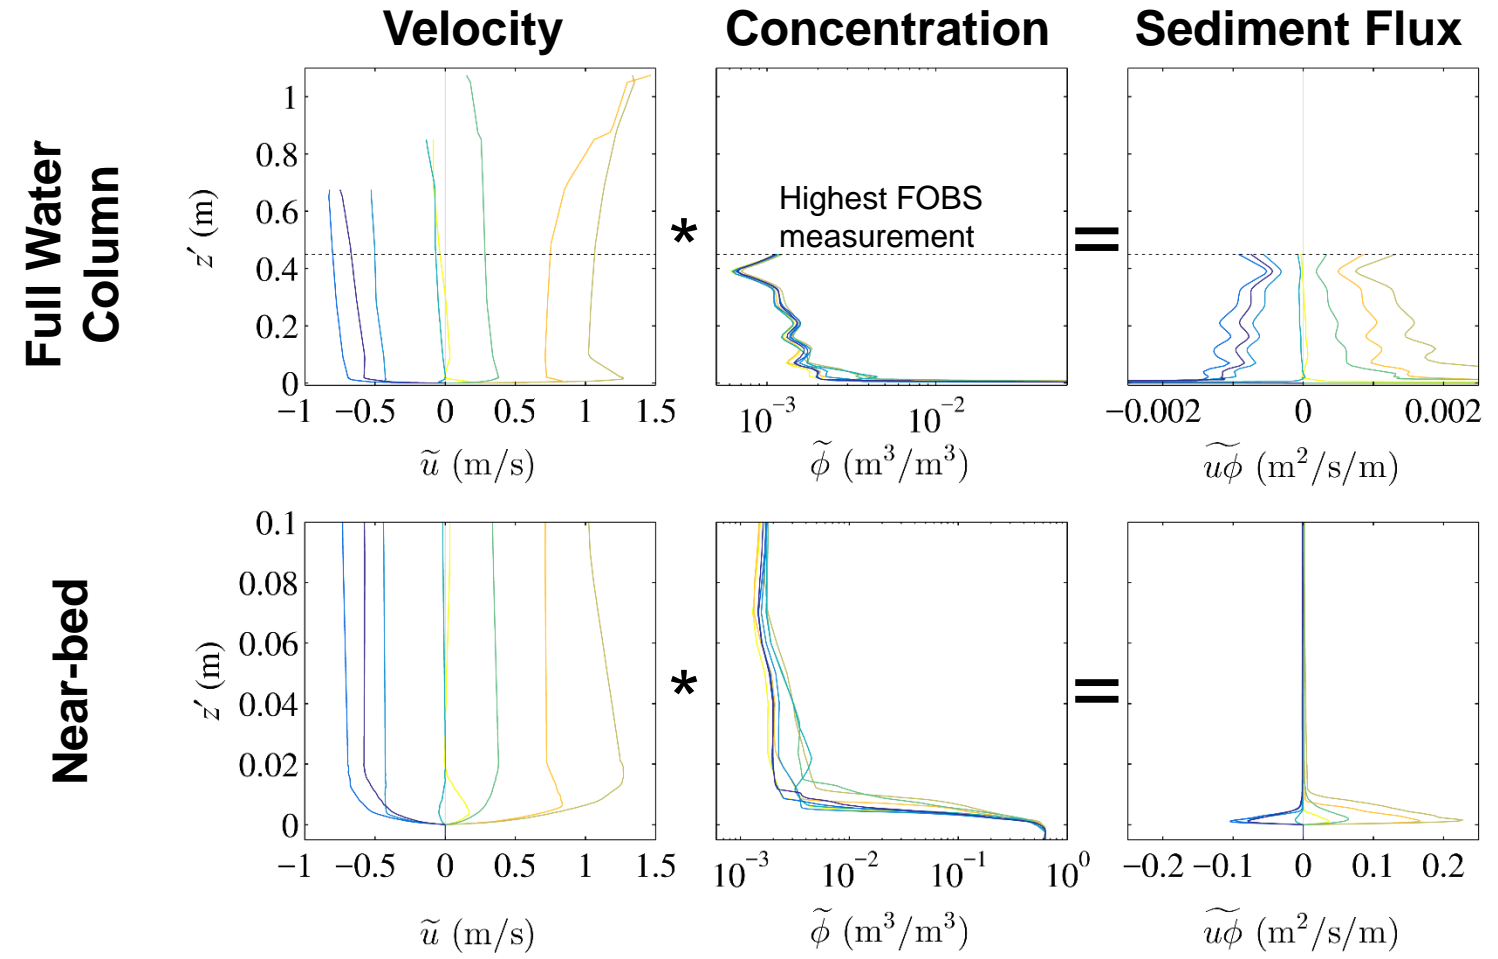 Velocity
Concentration
Sediment Flux
Full Water
Column
z′ (m)
1
0.8
0.6
0.4
0.2
0
−1
−0.5
0
0.5
1
1.5
ũ (m/s)
*
Highest FOBS
measurement
10⁻³
10⁻²
ϕ̃ (m³/m³)
=
−0.002
0
0.002
u͠ϕ (m²/s/m)
Near-bed
z′ (m)
0.1
0.08
0.06
0.04
0.02
0
−1
−0.5
0
0.5
1
1.5
ũ (m/s)
*
10⁻³
10⁻²
10⁻¹
10⁰
ϕ̃ (m³/m³)
=
−0.2
−0.1
0
0.1
0.2
u͠ϕ (m²/s/m)